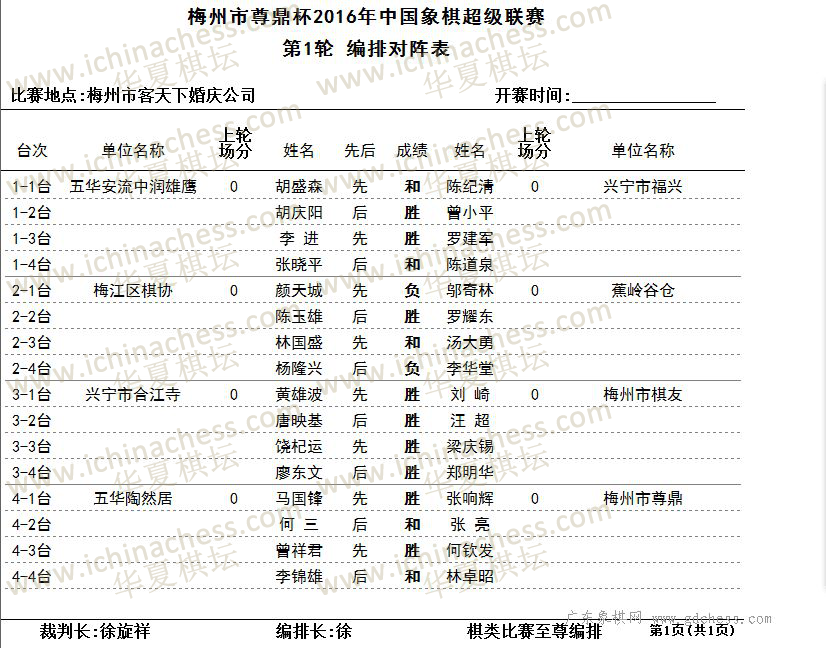 梅州市尊鼎杯2016年中国象棋超级联赛
第1轮 编排对阵表
比赛地点:梅州市客天下婚庆公司 开赛时间:
台次 单位名称 上轮场分 姓名 先后 成绩 姓名 上轮场分 单位名称
1-1台 五华安流中润雄鹰 0 胡盛森 先 和 陈纪清 0 兴宁市福兴
1-2台 胡庆阳 后 胜 曾小平
1-3台 李 进 先 胜 罗建军
1-4台 张晓平 后 和 陈道泉
2-1台 梅江区棋协 0 颜天城 先 负 邬奇林 0 蕉岭谷仓
2-2台 陈玉雄 后 胜 罗耀东
2-3台 林国盛 先 和 汤大勇
2-4台 杨隆兴 后 负 李华堂
3-1台 兴宁市合江寺 0 黄雄波 先 胜 刘 崎 0 梅州市棋友
3-2台 唐映基 后 胜 汪 超
3-3台 饶杞运 先 胜 梁庆锡
3-4台 廖东文 后 胜 郑明华
4-1台 五华陶然居 0 马国锋 先 胜 张响辉 0 梅州市尊鼎
4-2台 何 三 后 和 张 亮
4-3台 曾祥君 先 胜 何钦发
4-4台 李锦雄 后 和 林卓昭
广东象棋网 www.gdchess.com
裁判长:徐旋祥 编排长:徐 棋类比赛至尊编排 第1页(共1页)
www.ichinachess.com
华夏棋坛